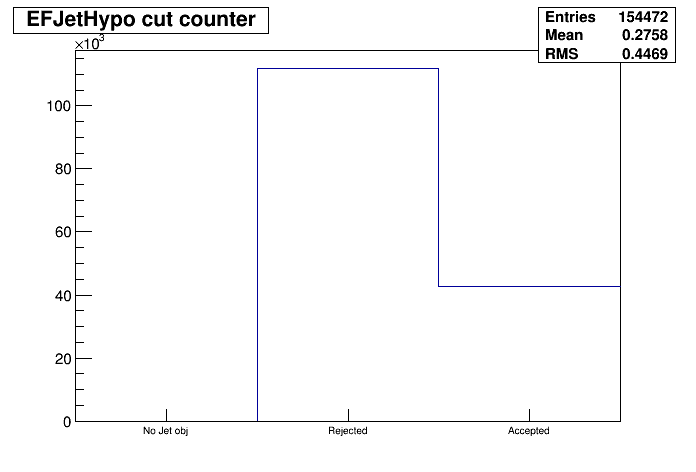 EFJetHypo cut counter
Entries 154472
Mean 0.2758
RMS 0.4469
×10³
100
80
60
40
20
0
No Jet obj Rejected Accepted